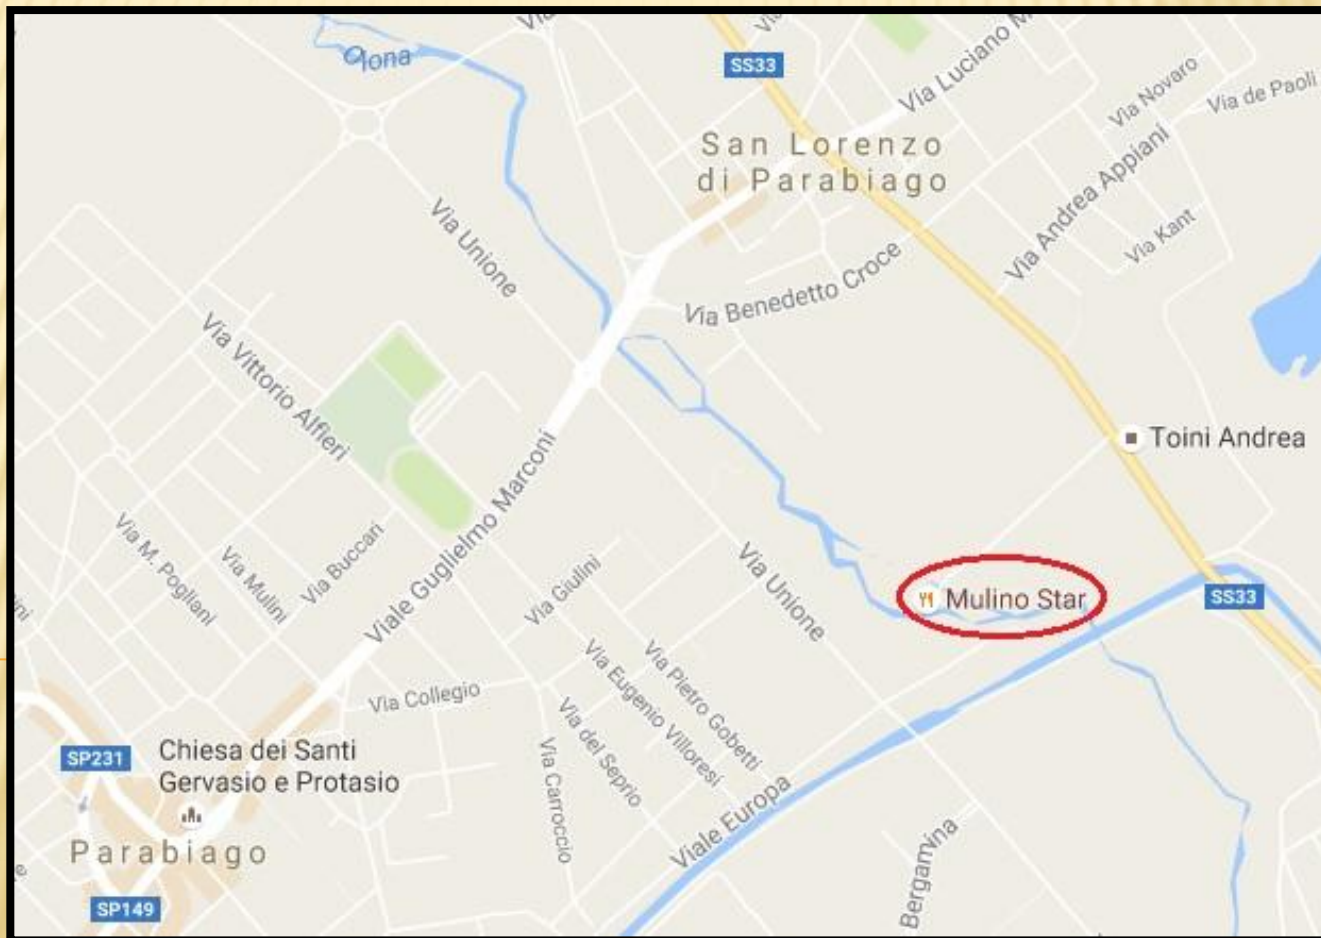 Olona
SS33
Via Luciano M
Via Novaro
Via de Paoli
San Lorenzo
di Parabiago
Via Andrea Appiani
Via Kant
Via Unione
Via Benedetto Croce
Via Vittorio Alfieri
Toini Andrea
Viale Guglielmo Marconi
Via M. Pogliani
Via Mulini
Via Buccari
Via Giulini
Via Unione
Mulino Star
SS33
Via Collegio
Via Eugenio Villoresi
Via Pietro Gobetti
Via del Seprio
Via Carroccio
SP231
Chiesa dei Santi
Gervasio e Protasio
Viale Europa
Parabiago
Bergamina
SP149